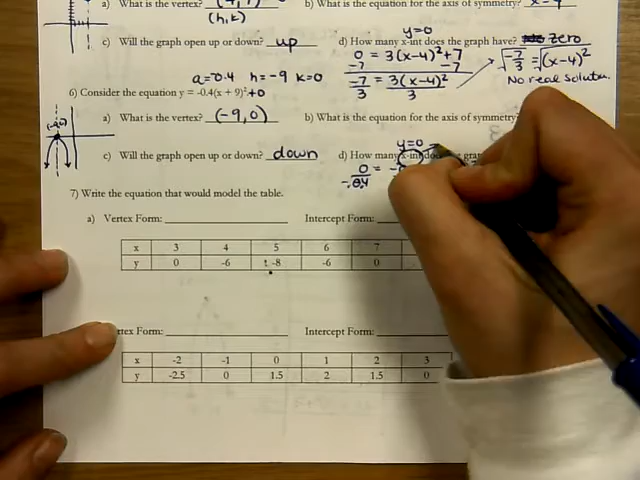 a) What is the vertex? b) What is the equation for the axis of symmetry?
(h,k)
y=0
c) Will the graph open up or down? up d) How many x-int does the graph have? zero
0 = 3(x-4)²+7
-7 -7
-7/3 = 3(x-4)²/3
√-7/3 = √(x-4)²
No real
a=-0.4 h=-9 k=0
6) Consider the equation y = -0.4(x + 9)² +0
(-9,0)
a) What is the vertex? (-9,0) b) What is the equation for the axis of symmetry?
y=0
c) Will the graph open up or down? down d) How many x-int does
0 =
7) Write the equation that would model the table.
a) Vertex Form: Intercept Form:
x 3 4 5 6 7
y 0 -6 -8 -6 0
Form: Intercept Form:
x -2 -1 0 1 2 3
y -2.5 0 1.5 2 1.5 0